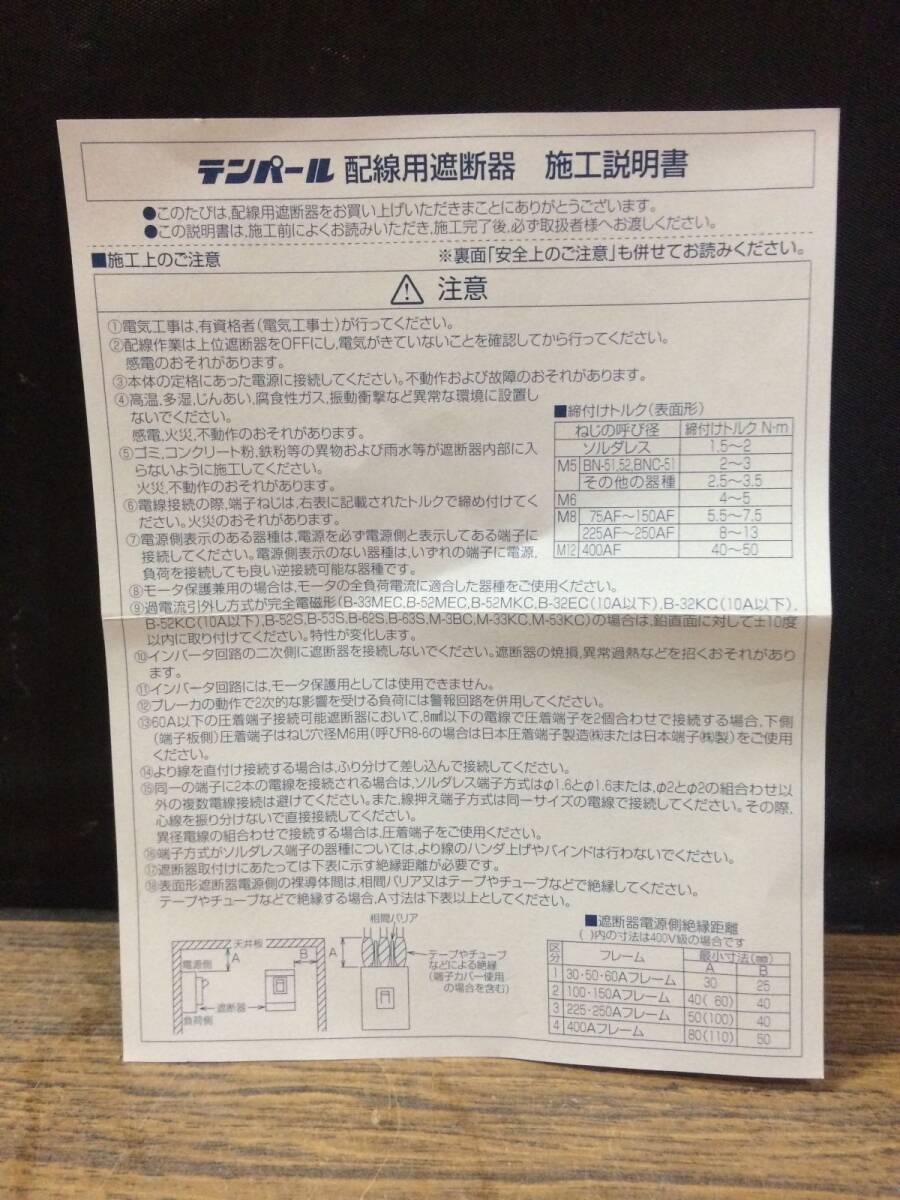 テンパール 配線用遮断器 施工説明書
●このたびは,配線用遮断器をお買い上げいただきまことにありがとうございます。
●この説明書は,施工前によくお読みいただき,施工完了後,必ず取扱者様へお渡しください。
■施工上のご注意 ※裏面「安全上のご注意」も併せてお読みください。
注意
①電気工事は,有資格者(電気工事士)が行ってください。
②配線作業は上位遮断器をOFFにし,電気がきていないことを確認してから行ってください。
感電のおそれがあります。
③本体の定格にあった電源に接続してください。不動作および故障のおそれがあります。
④高温,多湿,じんあい,腐食性ガス,振動衝撃など異常な環境に設置し
ないでください。
感電,火災,不動作のおそれがあります。
⑤ゴミ,コンクリート粉,鉄粉等の異物および雨水等が遮断器内部に入
らないように施工してください。
火災,不動作のおそれがあります。
⑥電線接続の際,端子ねじは,右表に記載されたトルクで締め付けてく
ださい。火災のおそれがあります。
⑦電源側表示のある器種は,電源を必ず電源側と表示してある端子に
接続してください。電源側表示のない器種は,いずれの端子に電源,
負荷を接続しても良い逆接続可能な器種です。
■締付けトルク(表面形)
ねじの呼び径 締付けトルク N・m
M5 ソルダレス 1.5〜2
BN-51,52,BNC-51 2〜3
その他の器種 2.5〜3.5
M6 4〜5
M8 75AF〜150AF 5.5〜7.5
225AF〜250AF 8〜13
M12 400AF 40〜50
⑧モータ保護兼用の場合は,モータの全負荷電流に適合した器種をご使用ください。
⑨過電流引外し方式が完全電磁形(B-33MEC,B-52MEC,B-52MKC,B-32EC(10A以下),B-32KC(10A以下),
B-52KC(10A以下),B-52S,B-53S,B-62S,B-63S,M-3BC,M-33KC,M-53KC)の場合は,鉛直面に対して±10度
以内に取り付けてください。特性が変化します。
⑩インバータ回路の二次側に遮断器を接続しないでください。遮断器の焼損,異常過熱などを招くおそれがあり
ます。
⑪インバータ回路には,モータ保護用としては使用できません。
⑫ブレーカの動作で2次的な影響を受ける負荷には警報回路を併用してください。
⑬60A以下の圧着端子接続可能遮断器において,8㎟以下の電線で圧着端子を2個合わせて接続する場合,下側
(端子板側)圧着端子はねじ穴径M6用(呼びR8-6の場合は日本圧着端子製造㈱または日本端子㈱製)をご使用
ください。
⑭より線を直付け接続する場合は,ふり分けて差し込んで接続してください。
⑮同一の端子に2本の電線を接続される場合は,ソルダレス端子方式はφ1.6とφ1.6または,φ2とφ2の組合わせ以
外の複数電線接続は避けてください。また,線押え端子方式は同一サイズの電線で接続してください。その際,
心線を振り分けないで直接接続してください。
異径電線の組合わせで接続する場合は,圧着端子をご使用ください。
⑯端子方式がソルダレス端子の器種については,より線のハンダ上げやバインドは行わないでください。
⑰遮断器取付けにあたっては下表に示す絶縁距離が必要です。
⑱表面形遮断器電源側の裸導体間は,相間バリア又はテープやチューブなどで絶縁してください。
テープやチューブなどで絶縁する場合,A寸法は下表以上としてください。
相間バリア
天井板
電源側
A
B
A
遮断器
負荷側
テープやチューブ
などによる絶縁
(端子カバー使用
の場合を含む)
■遮断器電源側絶縁距離
( )内の寸法は400V級の場合です
区分 フレーム 最小寸法(㎜)
A B
1 30・50・60Aフレーム 30 25
2 100・150Aフレーム 40( 60) 40
3 225・250Aフレーム 50(100) 40
4 400Aフレーム 80(110) 50